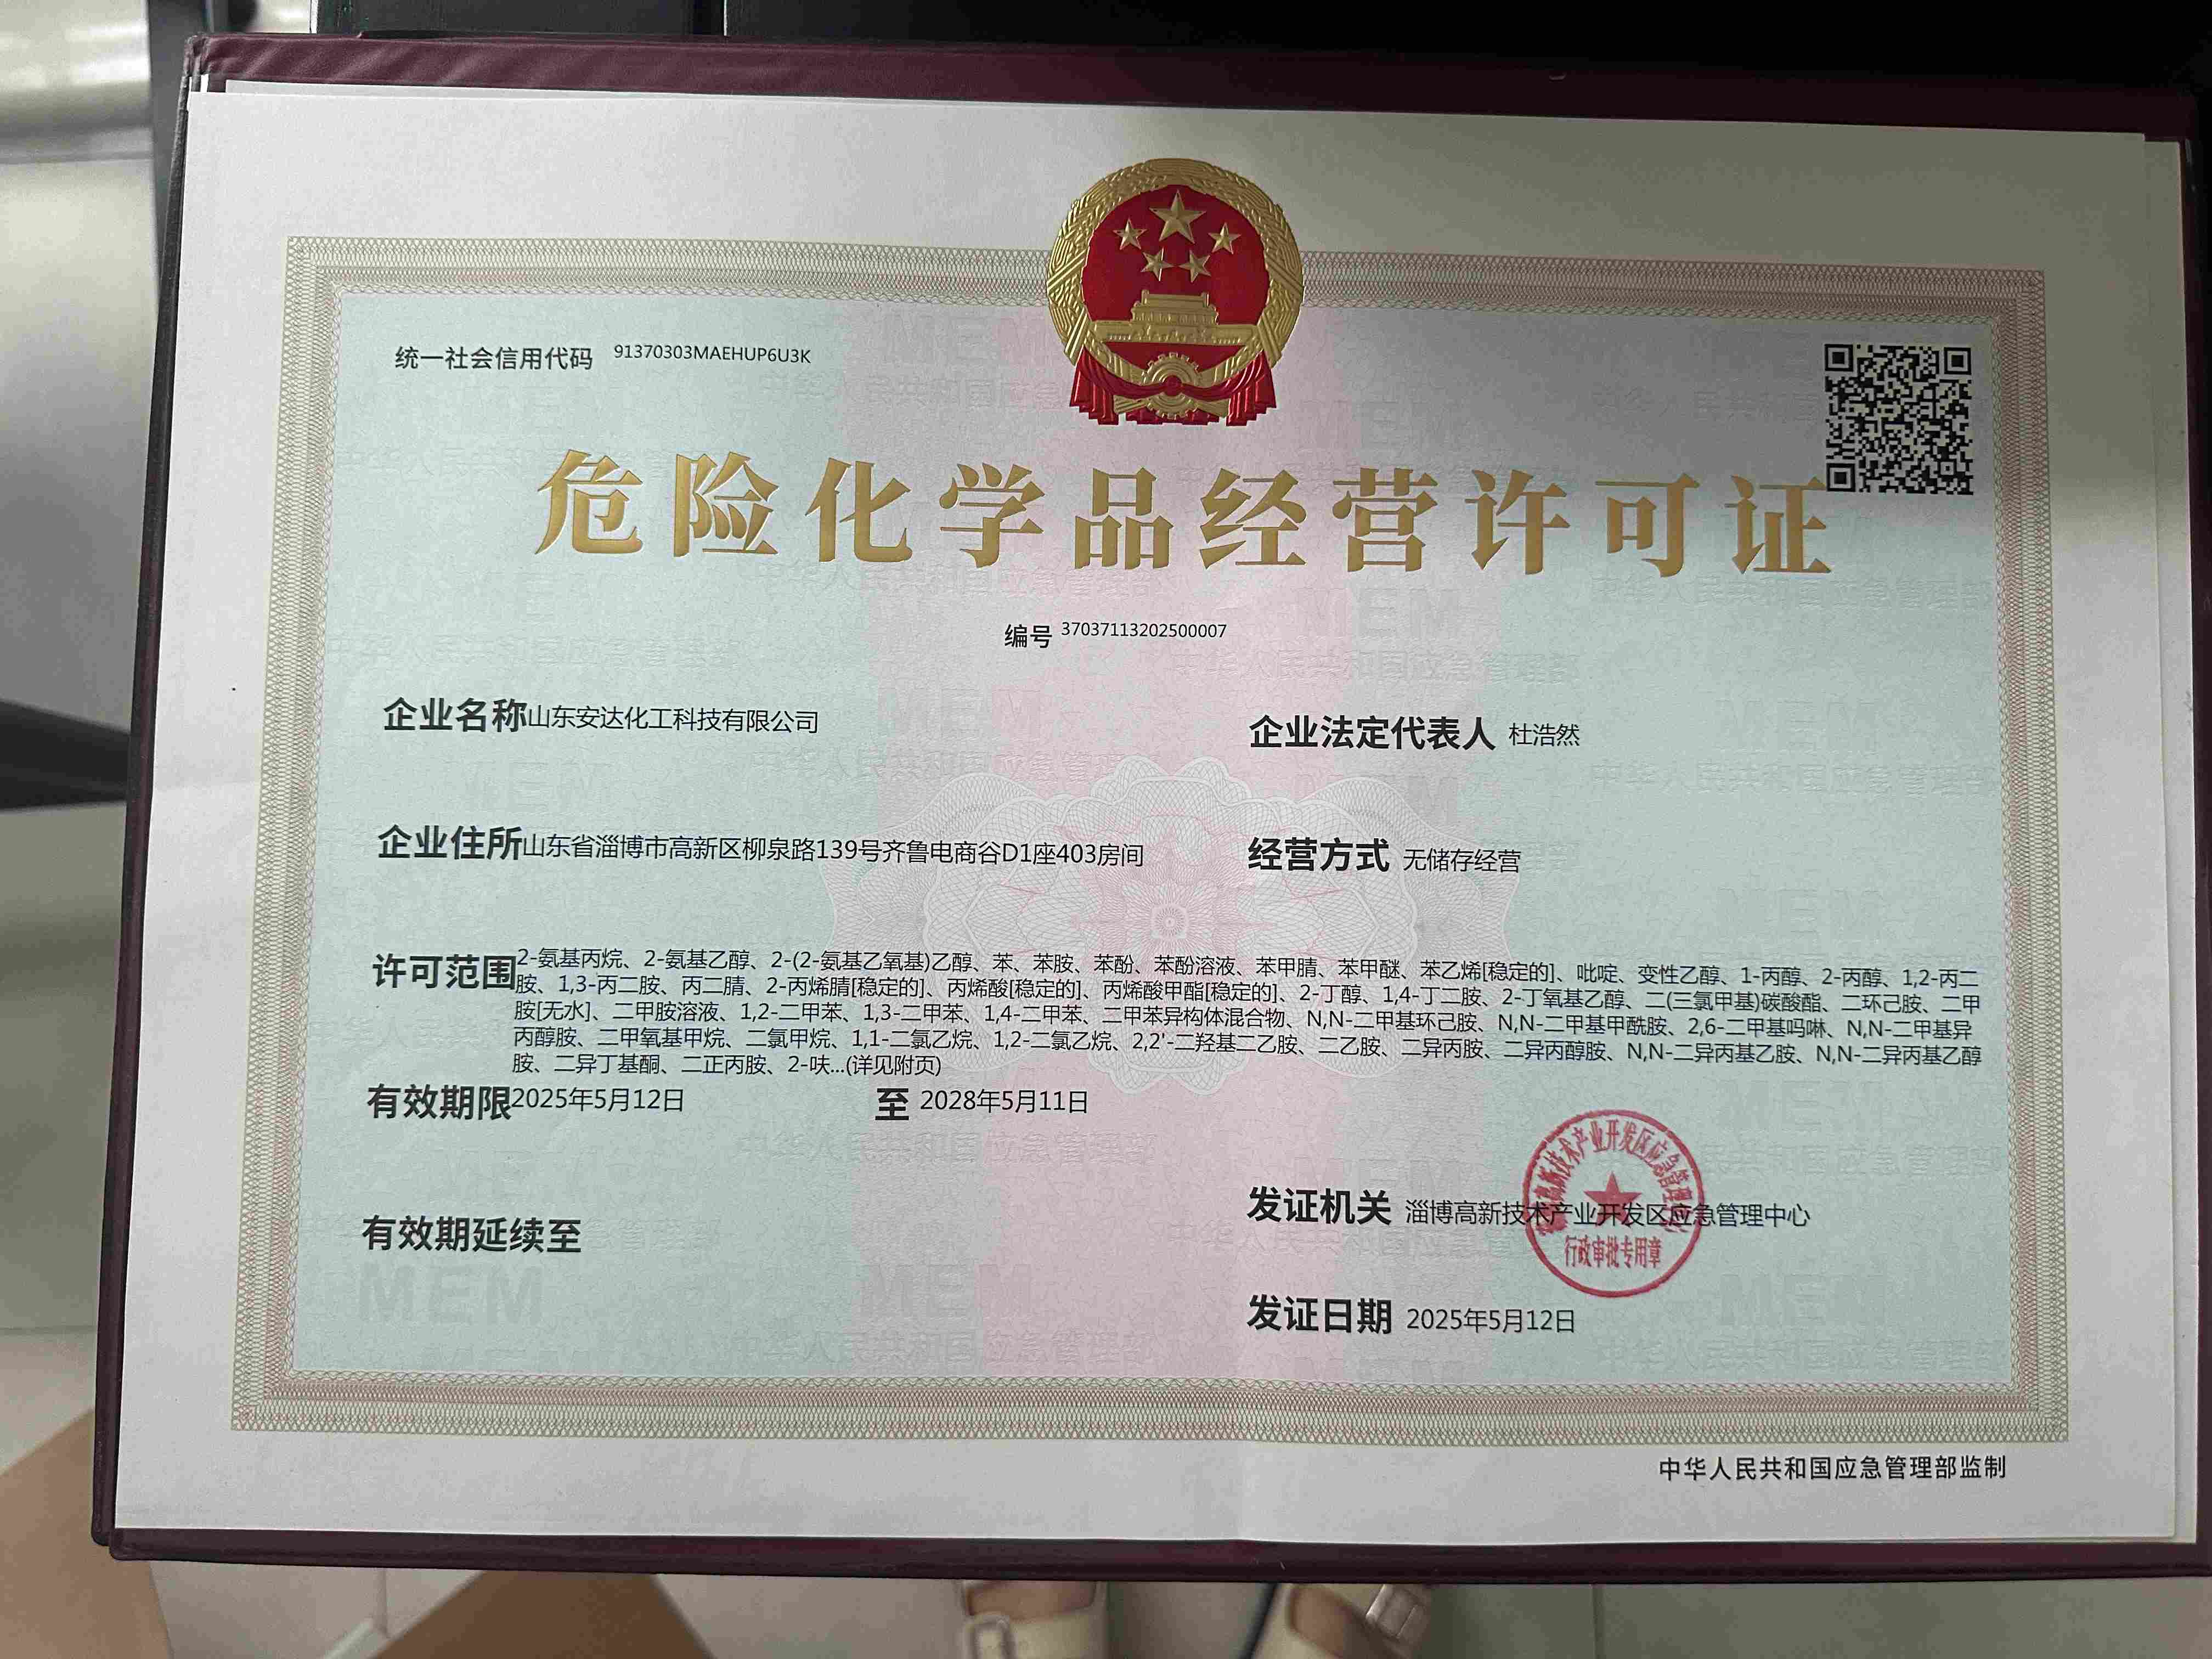 统一社会信用代码 91370303MAEHUP6U3K
危险化学品经营许可证
编号 37037113202500007
企业名称 山东安达化工科技有限公司
企业法定代表人 杜浩然
企业住所 山东省淄博市高新区柳泉路139号齐鲁电商谷D1座403房间
经营方式 无储存经营
许可范围 2-氨基丙烷、2-氨基乙醇、2-(2-氨基乙氧基)乙醇、苯、苯胺、苯酚、苯酚溶液、苯甲腈、苯甲醚、苯乙烯[稳定的]、吡啶、变性乙醇、1-丙醇、2-丙醇、1,2-丙二
胺、1,3-丙二胺、丙二腈、2-丙烯腈[稳定的]、丙烯酸[稳定的]、丙烯酸甲酯[稳定的]、2-丁醇、1,4-丁二胺、2-丁氧基乙醇、二(三氯甲基)碳酸酯、二环己胺、二甲
胺[无水]、二甲胺溶液、1,2-二甲苯、1,3-二甲苯、1,4-二甲苯、二甲苯异构体混合物、N,N-二甲基环己胺、N,N-二甲基甲酰胺、2,6-二甲基吗啉、N,N-二甲基异
丙醇胺、二甲氧基甲烷、二氯甲烷、1,1-二氯乙烷、1,2-二氯乙烷、2,2'-二羟基二乙胺、二乙胺、二异丙胺、二异丙醇胺、N,N-二异丙基乙胺、N,N-二异丙基乙醇
胺、二异丁基酮、二正丙胺、2-呋...(详见附页)
有效期限 2025年5月12日 至 2028年5月11日
有效期延续至
发证机关 淄博高新技术产业开发区应急管理中心
行政审批专用章
发证日期 2025年5月12日
中华人民共和国应急管理部监制